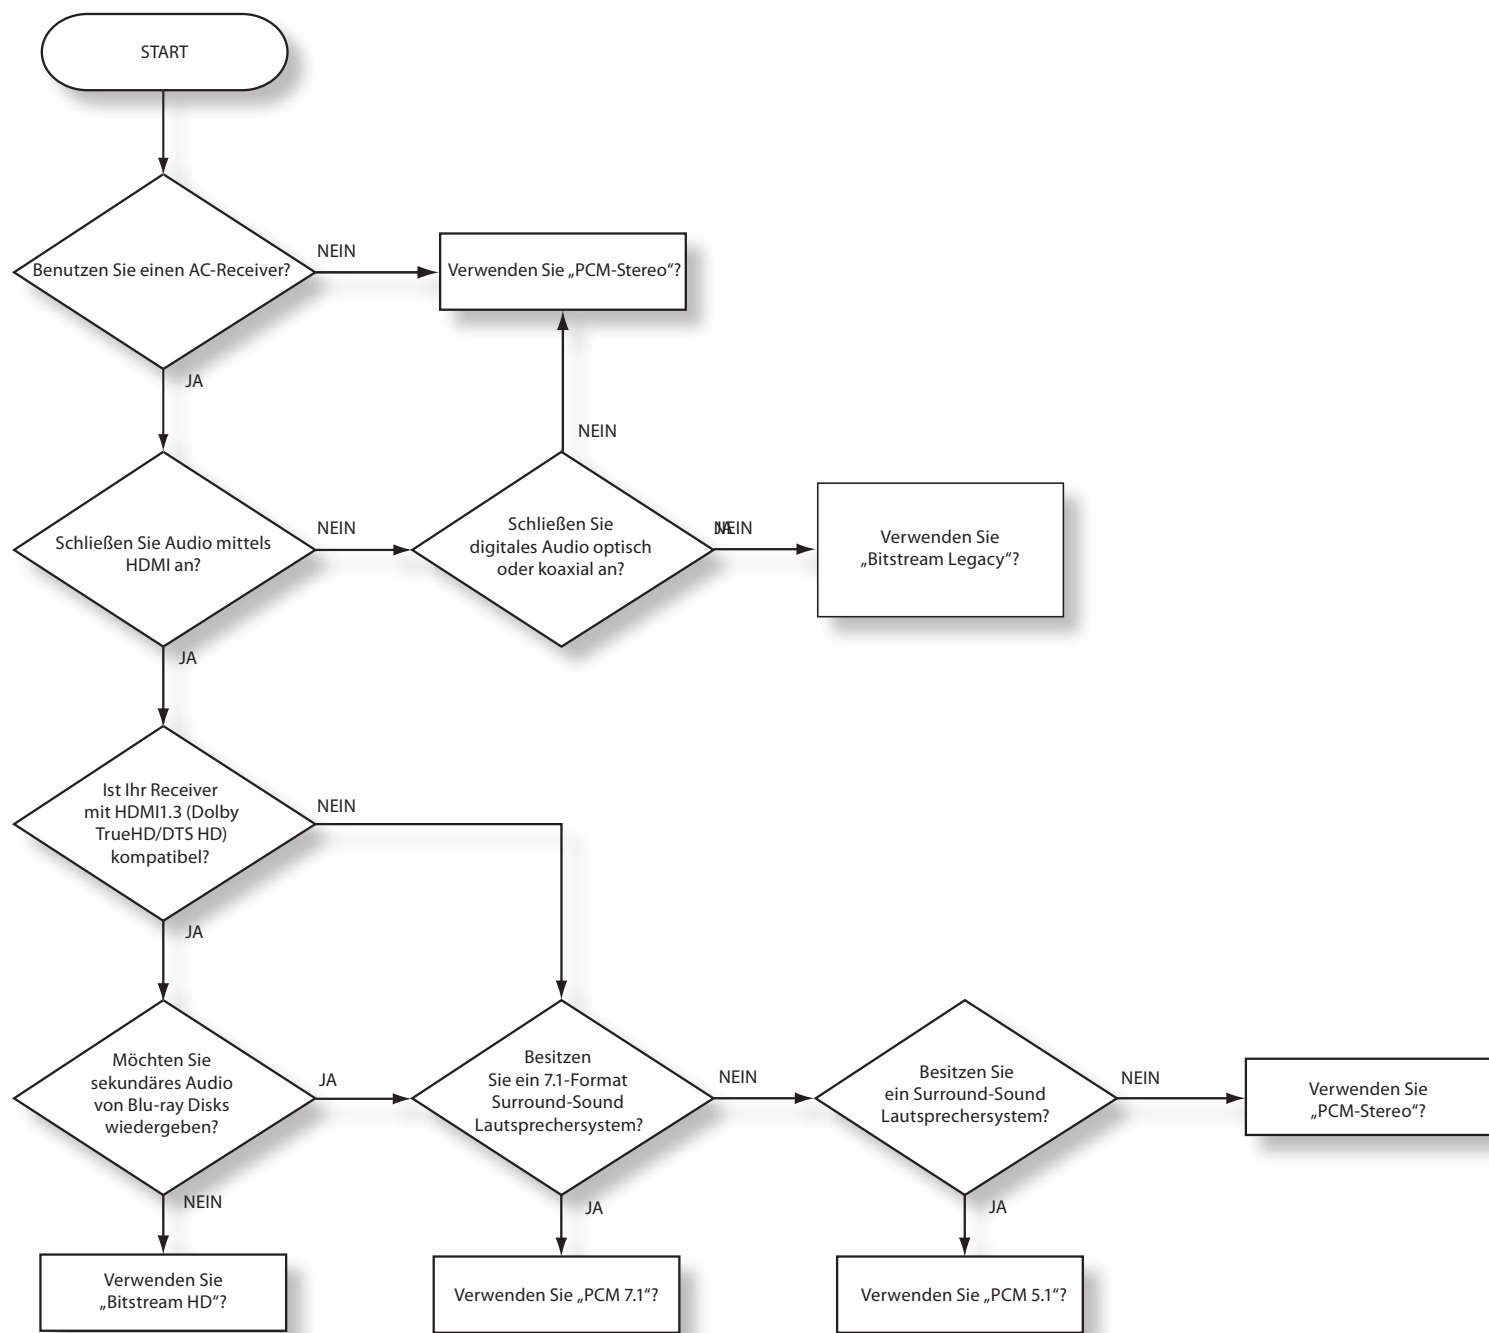 START
Benutzen Sie einen AC-Receiver?
NEIN
Verwenden Sie „PCM-Stereo“?
JA
NEIN
Schließen Sie Audio mittels
HDMI an?
NEIN
Schließen Sie
digitales Audio optisch
oder koaxial an?
JA
NEIN
Verwenden Sie
„Bitstream Legacy“?
JA
Ist Ihr Receiver
mit HDMI1.3 (Dolby
TrueHD/DTS HD)
kompatibel?
NEIN
JA
Möchten Sie
sekundäres Audio
von Blu-ray Disks
wiedergeben?
JA
Besitzen
Sie ein 7.1-Format
Surround-Sound
Lautsprechersystem?
NEIN
Besitzen Sie
ein Surround-Sound
Lautsprechersystem?
NEIN
Verwenden Sie
„PCM-Stereo“?
NEIN
JA
JA
Verwenden Sie
„Bitstream HD“?
Verwenden Sie „PCM 7.1“?
Verwenden Sie „PCM 5.1“?